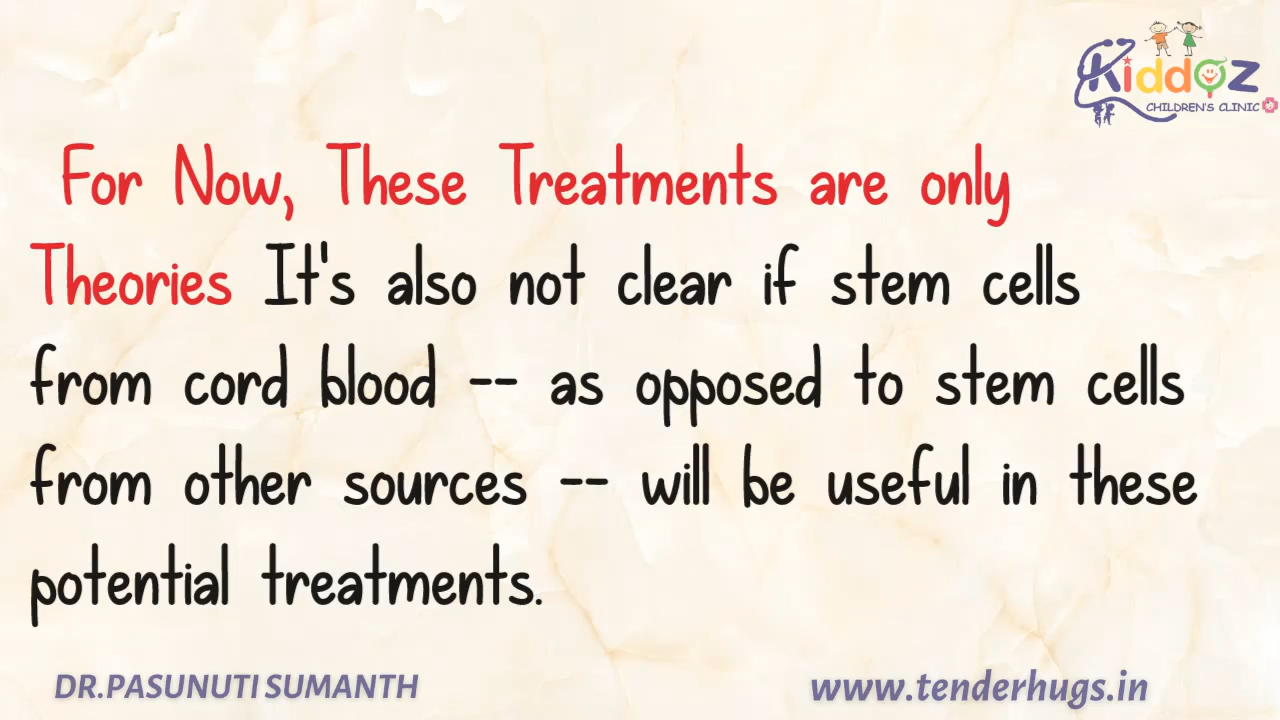 Kiddoz
CHILDREN'S CLINIC
For Now, These Treatments are only
Theories It's also not clear if stem cells
from cord blood -- as opposed to stem cells
from other sources -- will be useful in these
potential treatments.
DR.PASUNUTI SUMANTH
www.tenderhugs.in